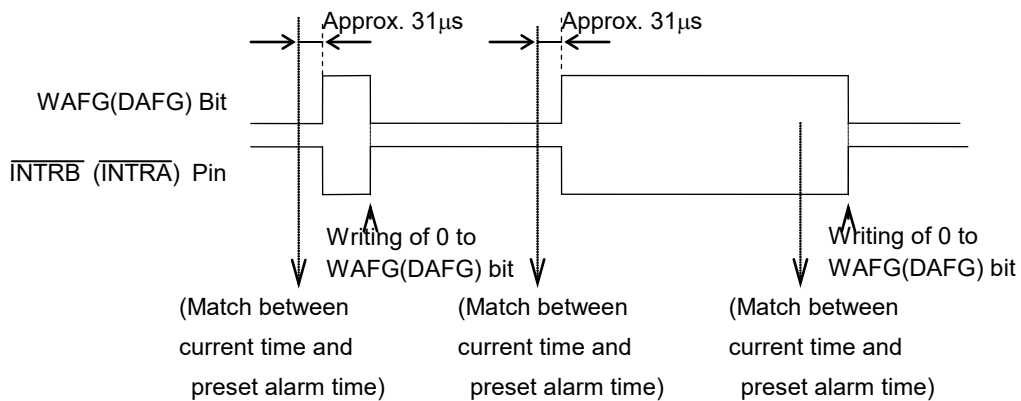 Approx. 31μs
Approx. 31μs
WAFG(DAFG) Bit
INTRB (INTRA) Pin
Writing of 0 to
WAFG(DAFG) bit
Writing of 0 to
WAFG(DAFG) bit
(Match between
current time and
preset alarm time)
(Match between
current time and
preset alarm time)
(Match between
current time and
preset alarm time)